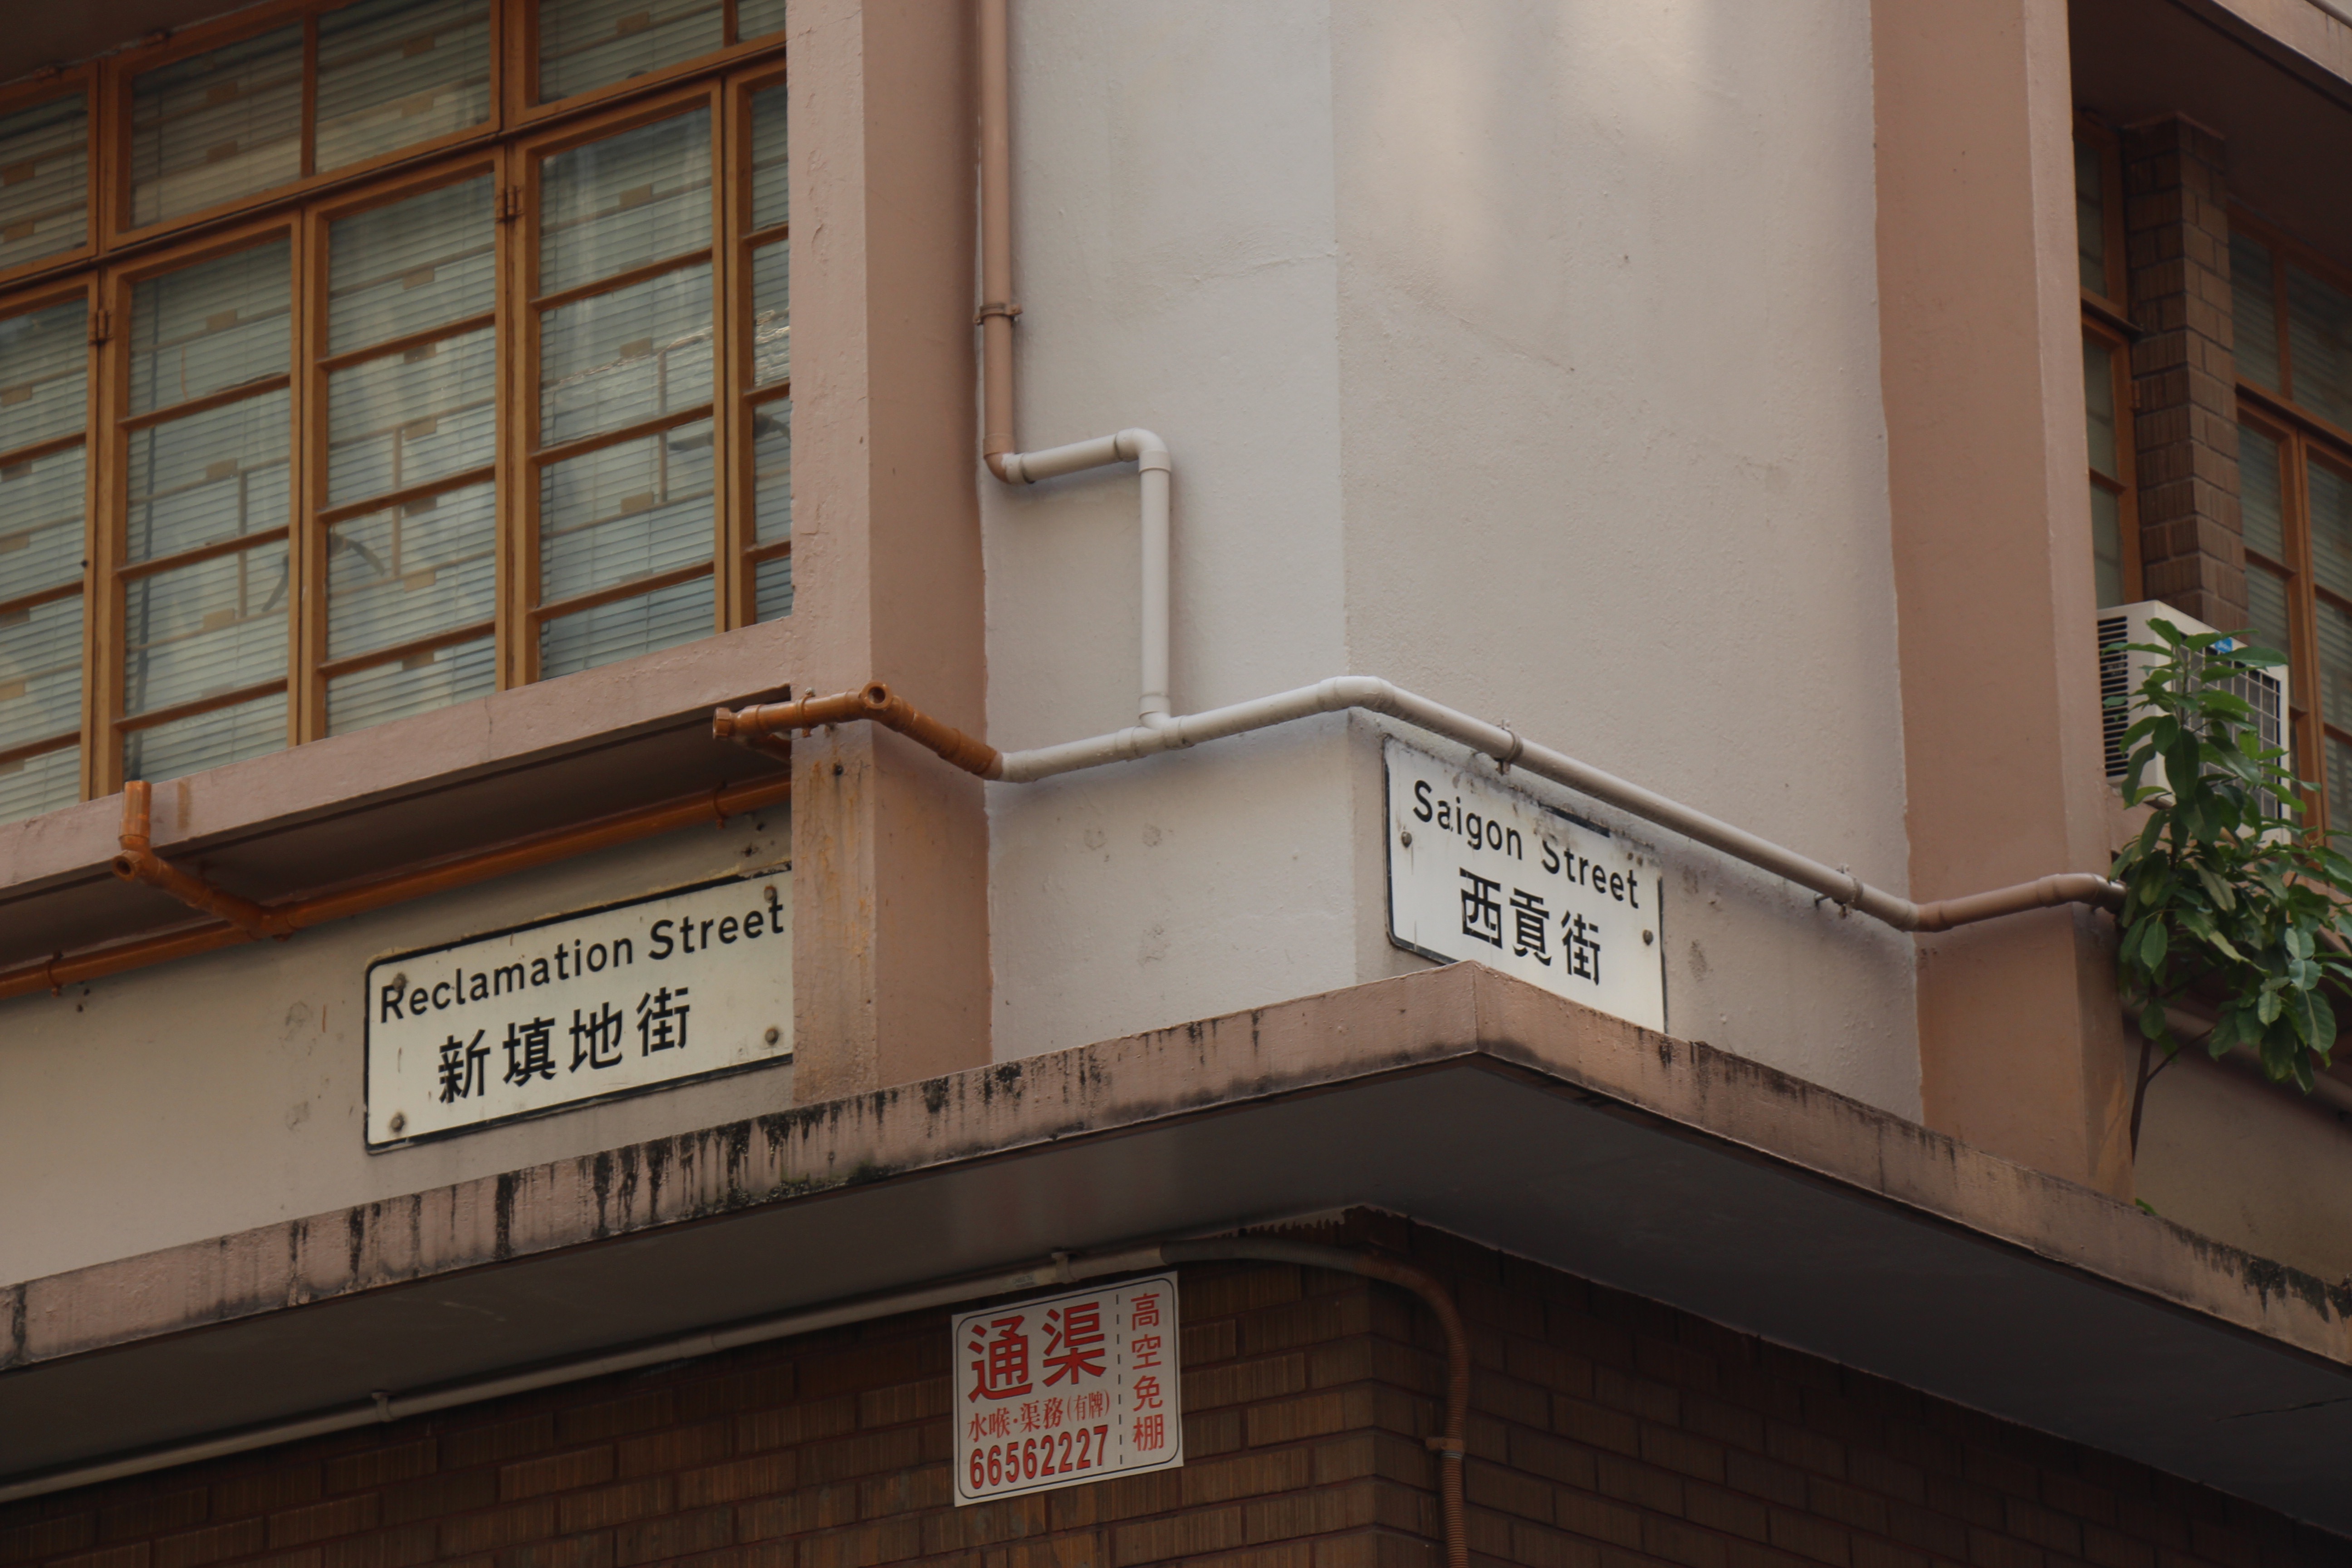 Reclamation Street
新填地街
Saigon Street
西貢街
通渠
水喉·渠務(有牌)
66562227
高空免棚